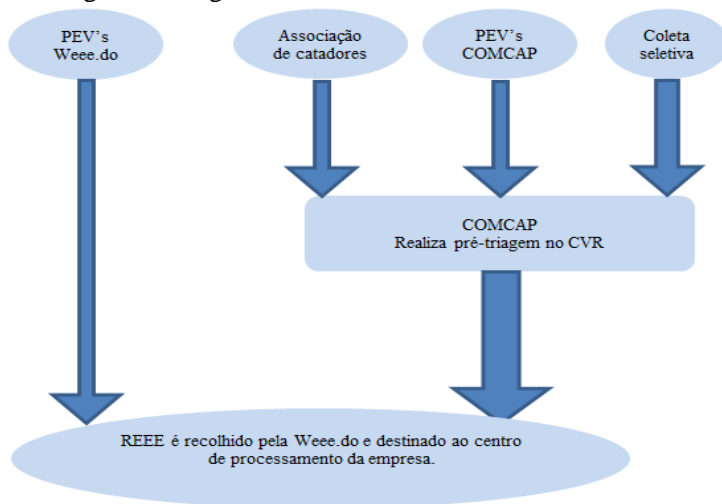 PEV's
Weee.do
Associação
de catadores
PEV's
COMCAP
Coleta
seletiva
COMCAP
Realiza pré-triagem no CVR
REEE é recolhido pela Weee.do e destinado ao centro
de processamento da empresa.